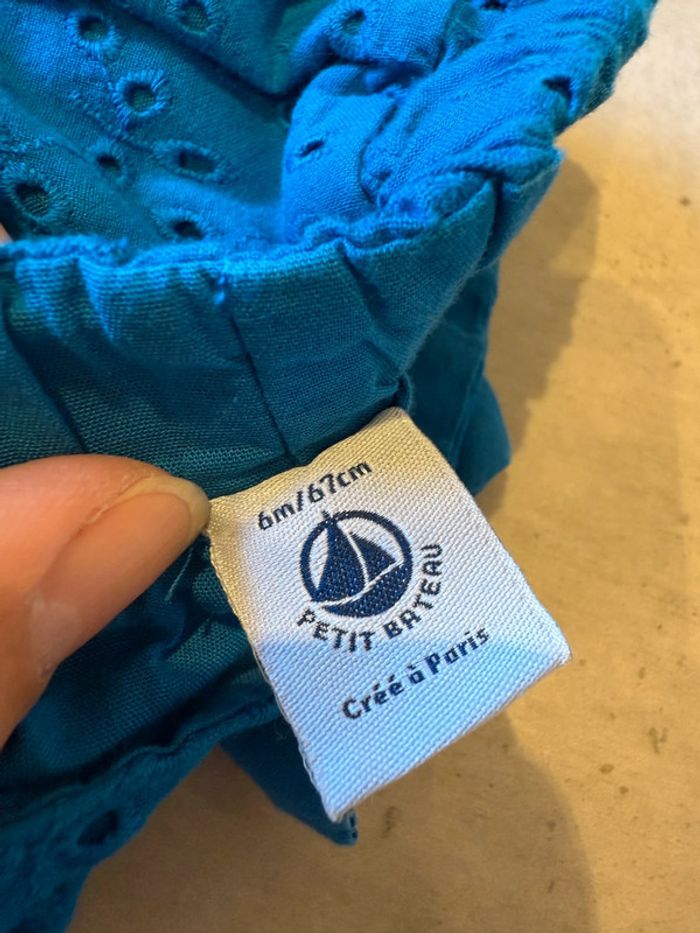 6m/67cm
PETIT BATEAU
Créé à Paris